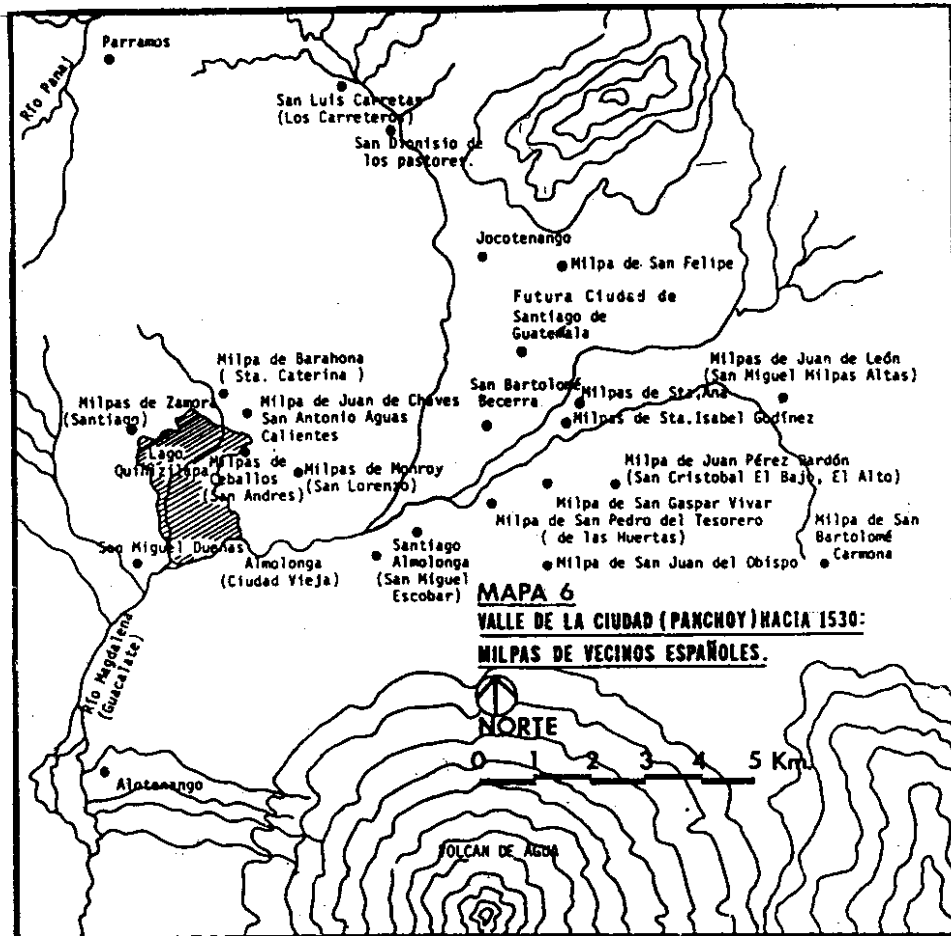 Parramos
Río Panaj
San Luis Carretas
(Los Carreteros)
San Dionisio de
los pastores.
Jocotenango
Milpa de San Felipe
Futura Ciudad de
Santiago de
Guatemala
Milpa de Barahona
( Sta. Caterina )
Milpas de Juan de León
(San Miguel Milpas Altas)
Milpas de Zamora
(Santiago)
Milpa de Juan de Chaves
San Antonio Aguas
Calientes
San Bartolomé
Becerra
Milpas de Sta.Ana
Milpas de Sta.Isabel Godínez
Lago
Quinizilapa
Milpas de
Ceballos
(San Andres)
Milpas de Monroy
(San Lorenzo)
Milpa de Juan Pérez Dardón
(San Cristobal El Bajo, El Alto)
Milpa de San Gaspar Vivar
Milpa de San Pedro del Tesorero
( de las Huertas)
Milpa de San
Bartolomé
Carmona
San Miguel Dueñas
Almolonga
(Ciudad Vieja)
Santiago
Almolonga
(San Miguel
Escobar)
Milpa de San Juan del Obispo
MAPA 6
VALLE DE LA CIUDAD (PANCHOY) HACIA 1530:
MILPAS DE VECINOS ESPAÑOLES.
Río Magdalena
(Guacalate)
NORTE
0 1 2 3 4 5 Km.
Alotenango
VOLCAN DE AGUA